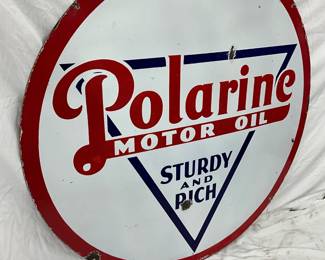 Polarine
MOTOR OIL
STURDY
AND
RICH